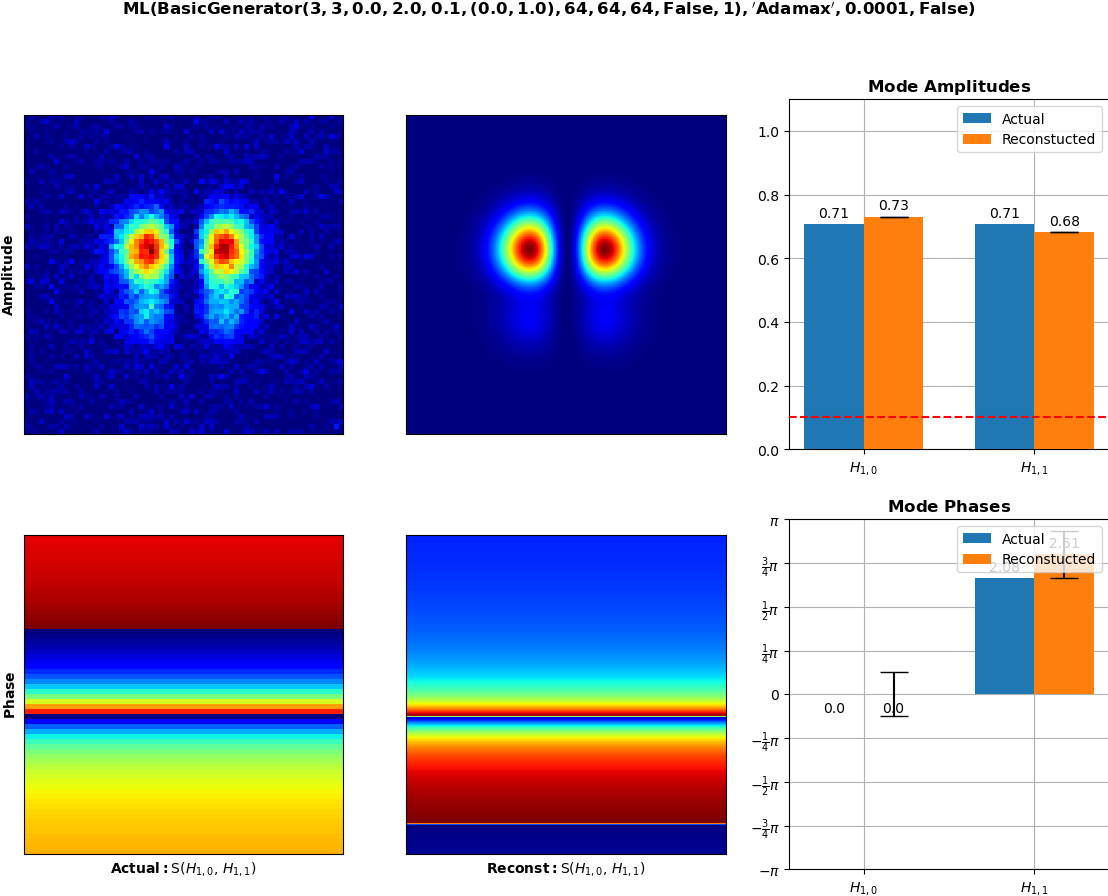 ML(BasicGenerator(3, 3, 0.0, 2.0, 0.1, (0.0, 1.0), 64, 64, 64, False, 1), ′Adamax′, 0.0001, False)
Mode Amplitudes
Actual
Reconstucted
1.0
0.8
0.6
0.4
0.2
0.0
0.71
0.73
0.71
0.68
H1,0
H1,1
Amplitude
Mode Phases
Actual
Reconstucted
π
3/4π
1/2π
1/4π
0
−1/4π
−1/2π
−3/4π
−π
0.0
0.0
2.08
2.51
H1,0
H1,1
Phase
Actual: S(H1,0, H1,1)
Reconst: S(H1,0, H1,1)